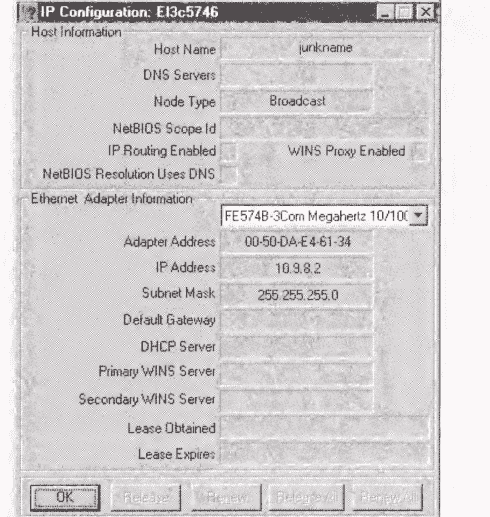 IP Configuration: El3c5746
Host Information
Host Name junkname
DNS Servers
Node Type Broadcast
NetBIOS Scope Id
IP Routing Enabled WINS Proxy Enabled
NetBIOS Resolution Uses DNS
Ethernet Adapter Information
FE574B-3Com Megahertz 10/100
Adapter Address 00-50-DA-E4-61-34
IP Address 10.9.8.2
Subnet Mask 255.255.255.0
Default Gateway
DHCP Server
Primary WINS Server
Secondary WINS Server
Lease Obtained
Lease Expires
OK Release Renew Release All Renew All